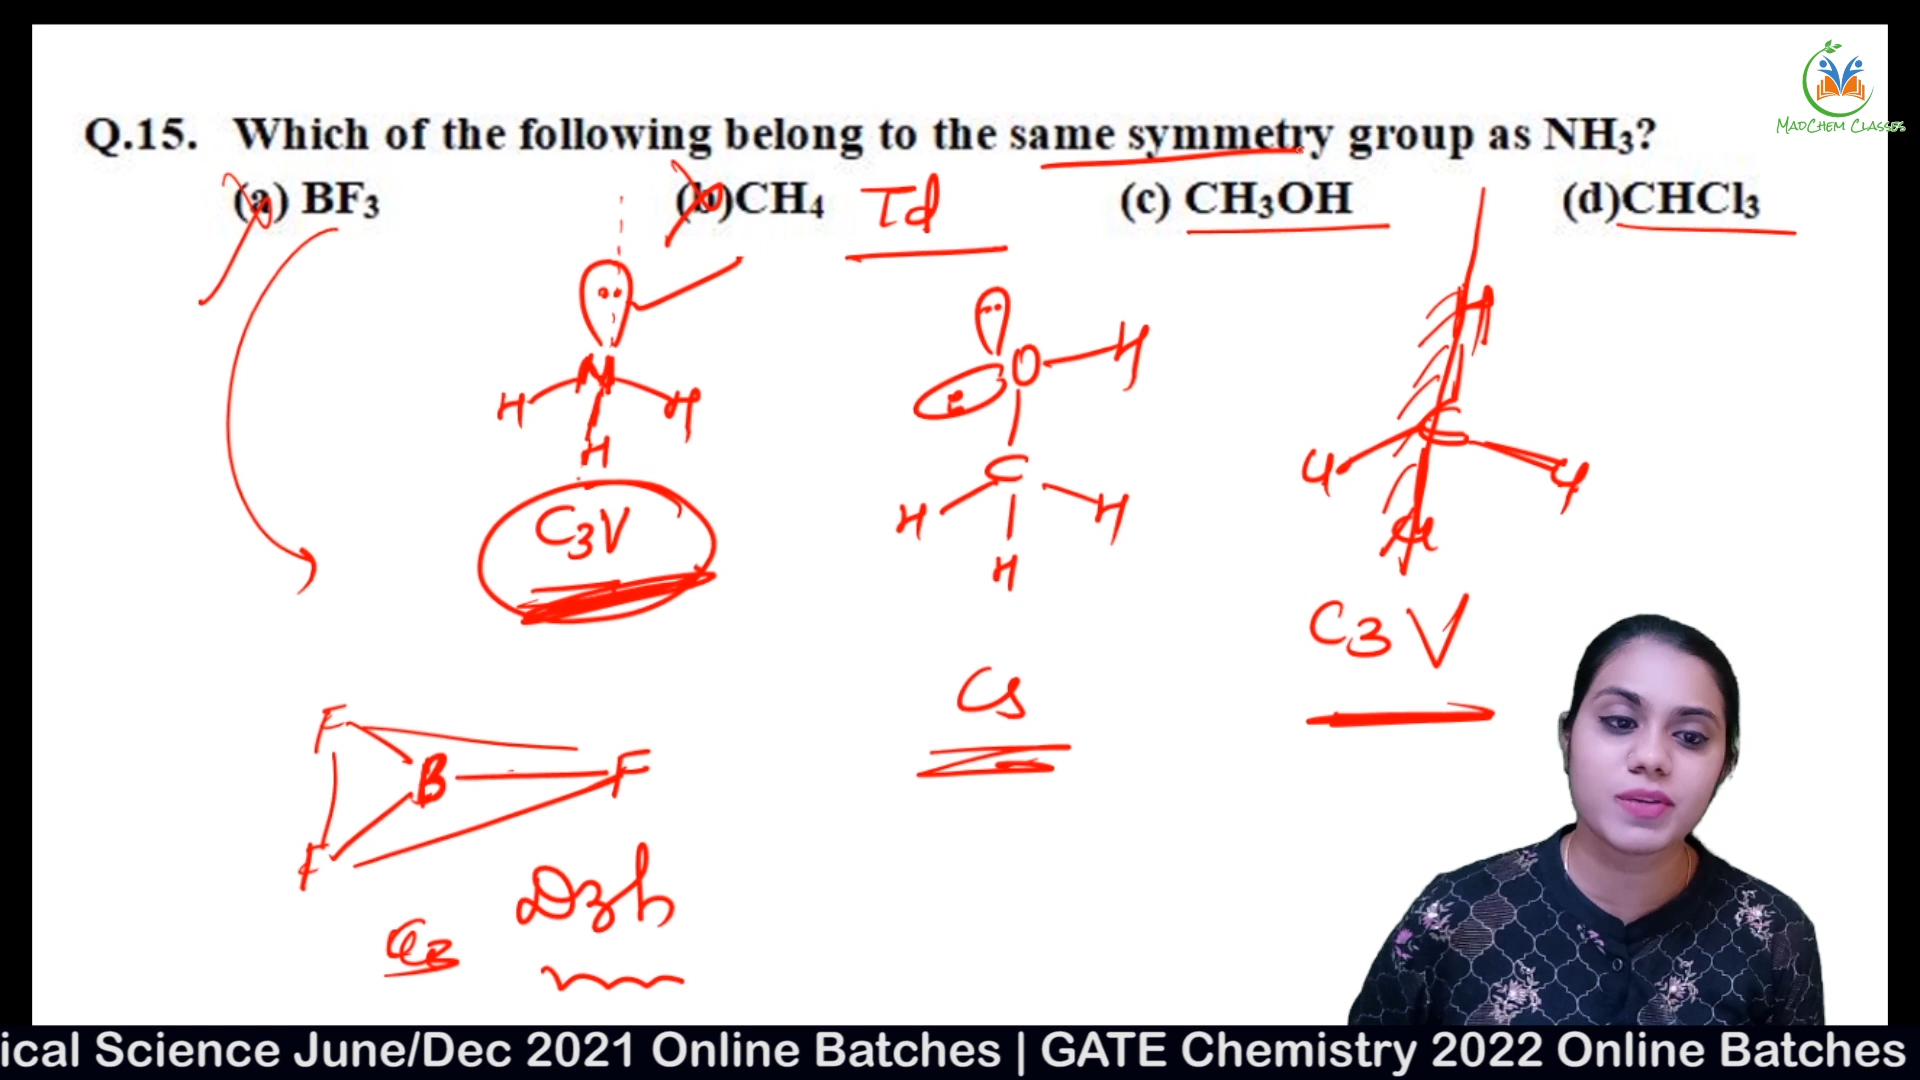 MADCHEM CLASSES
Q.15. Which of the following belong to the same symmetry group as NH3?
(a) BF3 (b)CH4 Td (c) CH3OH (d)CHCl3
H
N
H H
H
C3V
O H
C
H H
H
Cs
H
C
Cl
C3V
F
B F
F
D3h
C3
ical Science June/Dec 2021 Online Batches | GATE Chemistry 2022 Online Batches